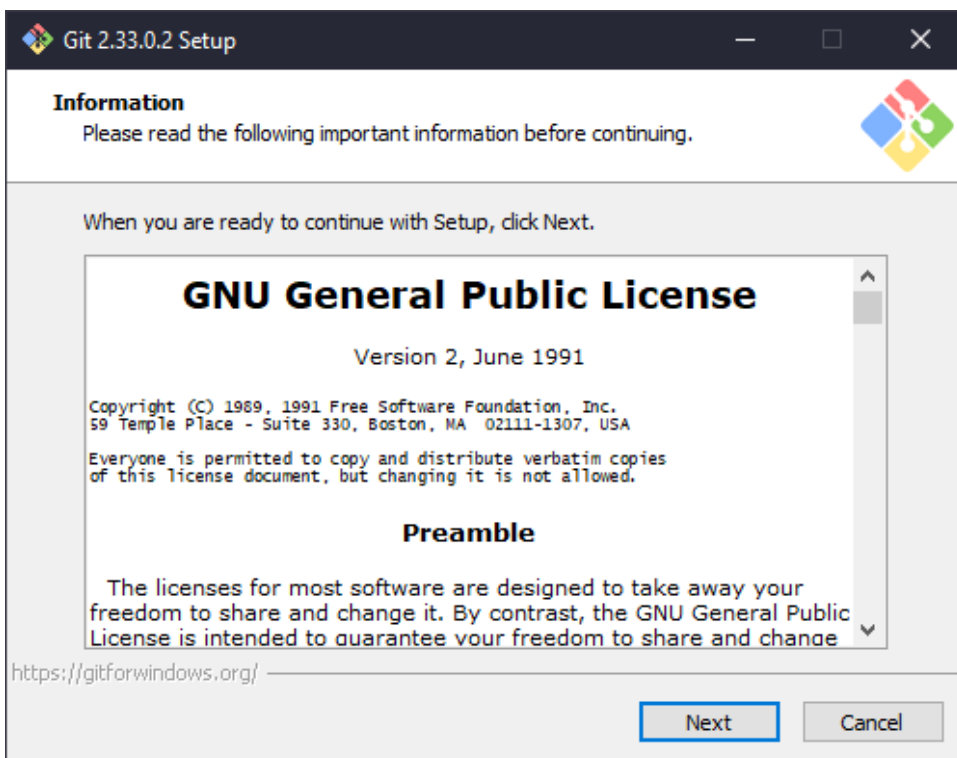 Git 2.33.0.2 Setup
Information
Please read the following important information before continuing.
When you are ready to continue with Setup, click Next.
GNU General Public License
Version 2, June 1991
Copyright (C) 1989, 1991 Free Software Foundation, Inc.
59 Temple Place - Suite 330, Boston, MA  02111-1307, USA
Everyone is permitted to copy and distribute verbatim copies
of this license document, but changing it is not allowed.
Preamble
The licenses for most software are designed to take away your
freedom to share and change it. By contrast, the GNU General Public
License is intended to guarantee your freedom to share and change
https://gitforwindows.org/
Next
Cancel